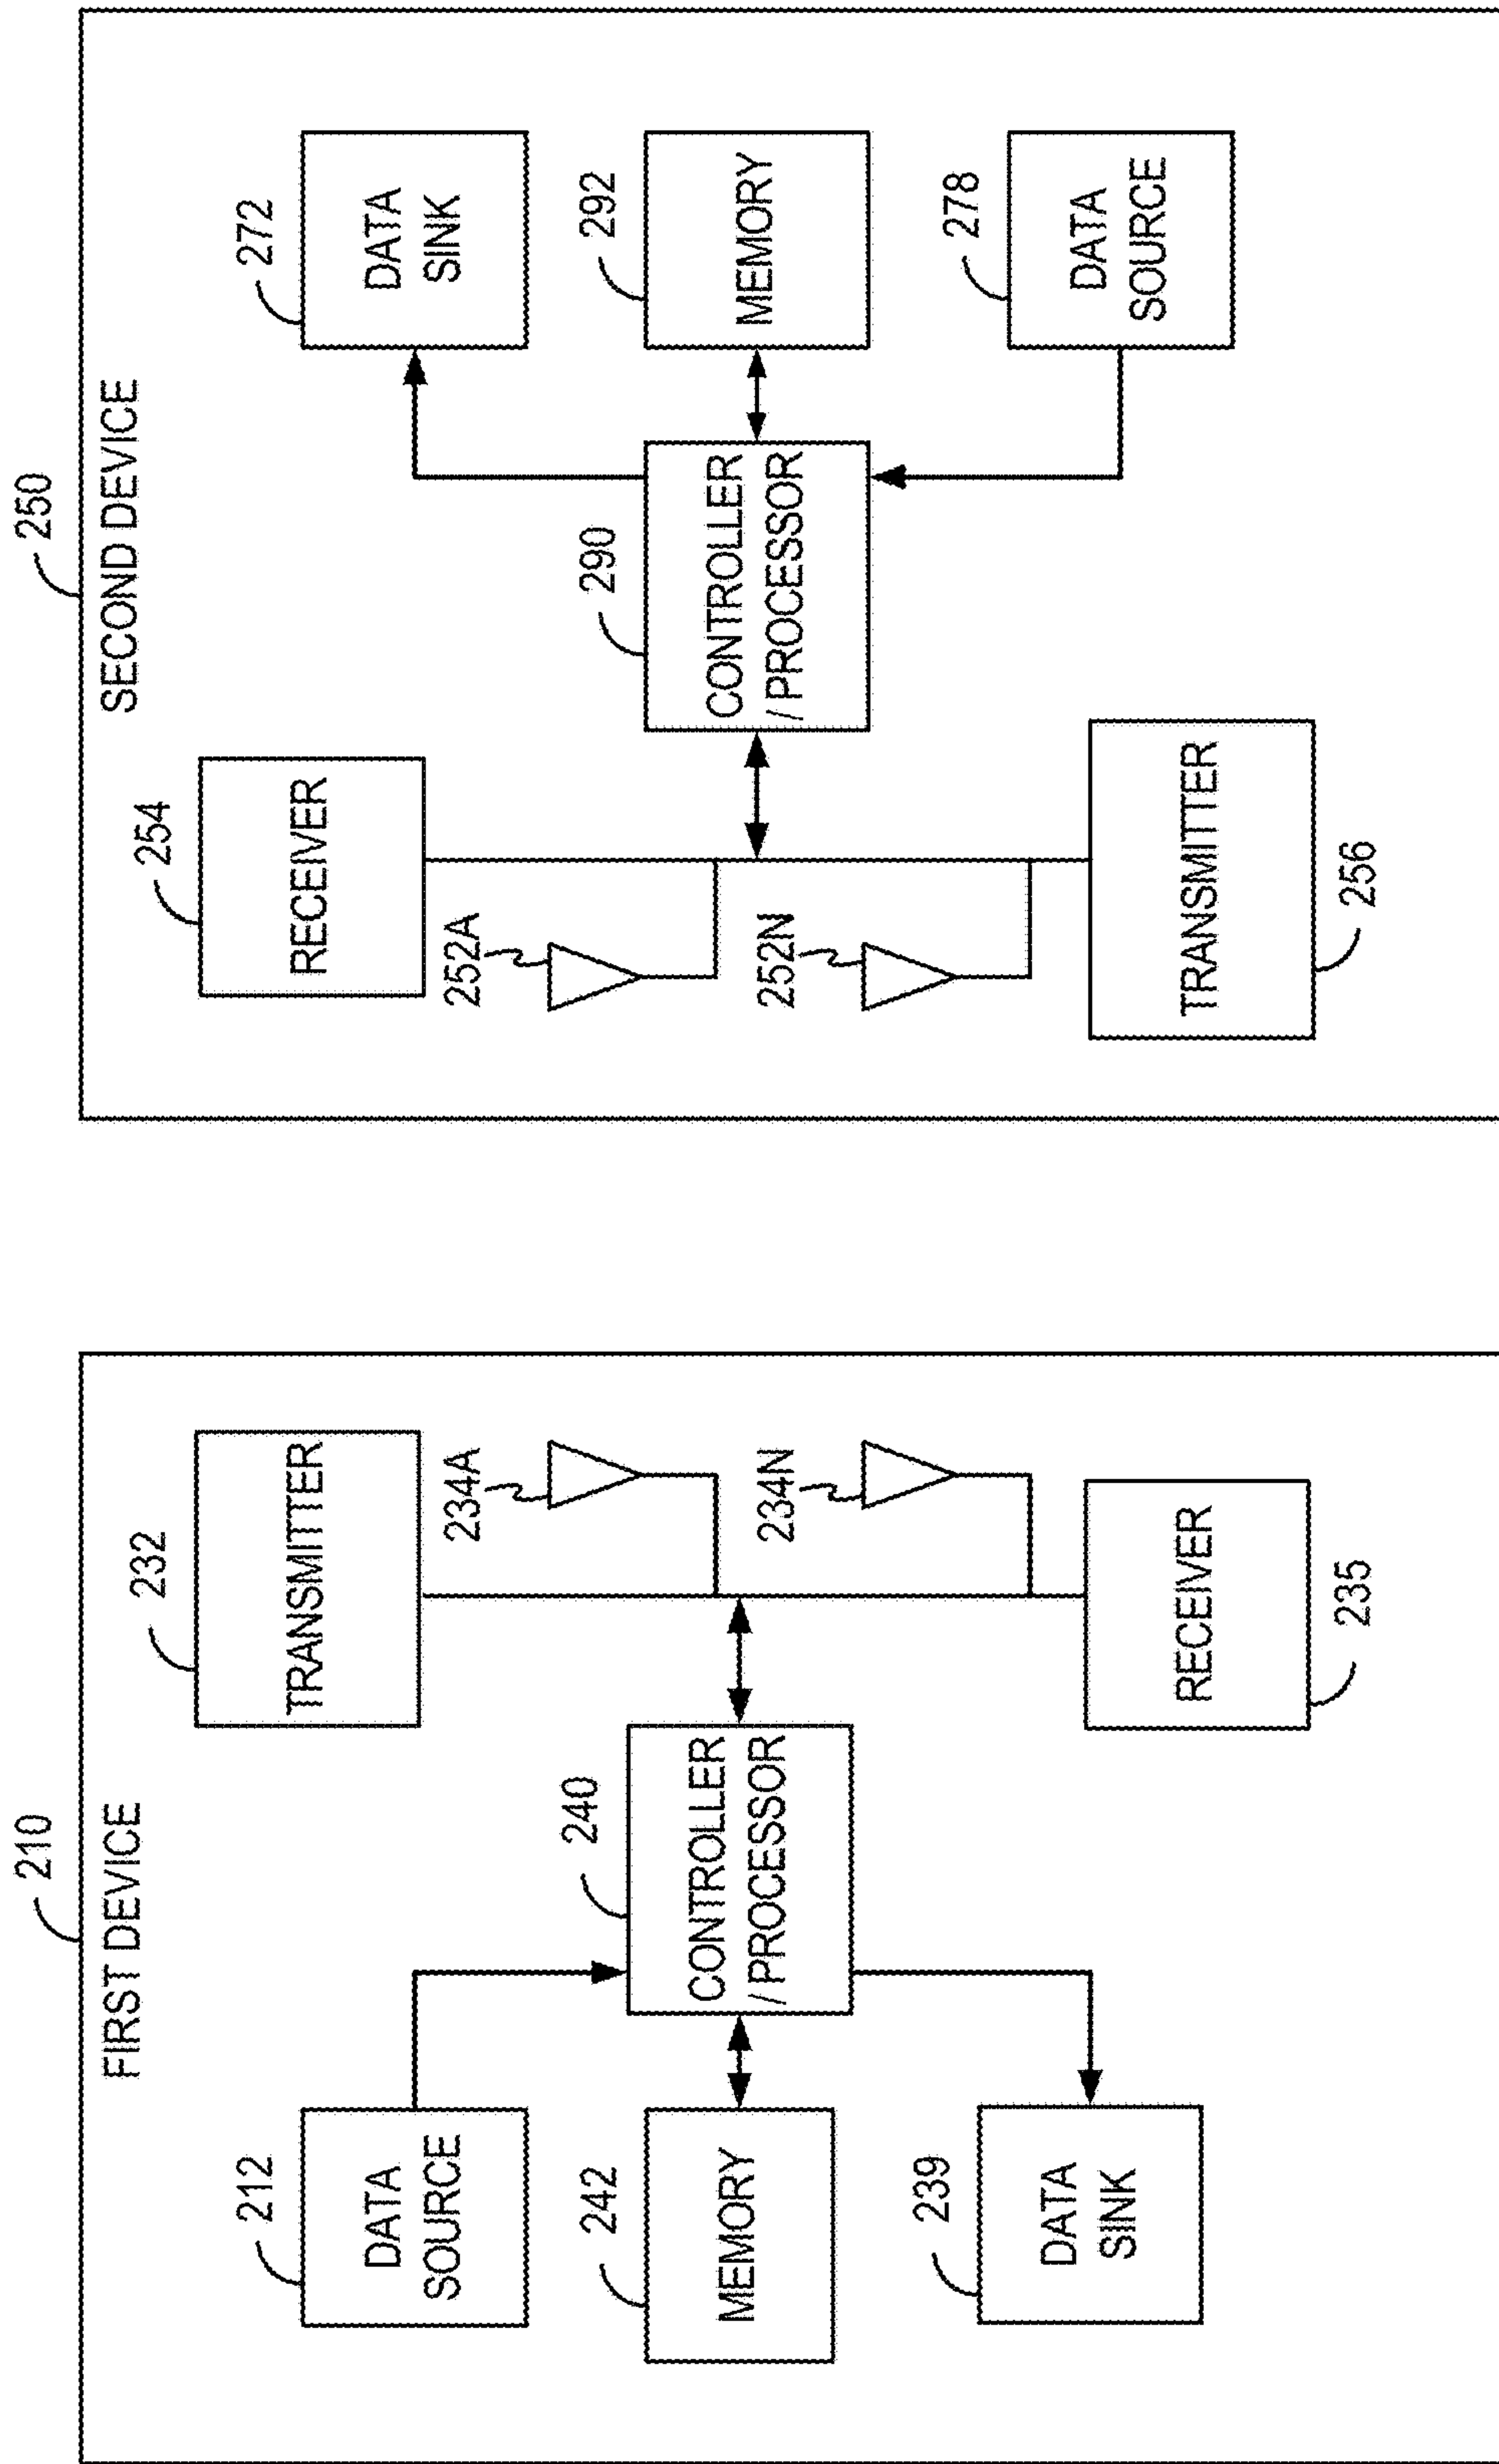 210
FIRST DEVICE
212
DATA
SOURCE
232
TRANSMITTER
234A
240
CONTROLLER
/ PROCESSOR
242
MEMORY
234N
239
DATA
SINK
RECEIVER
235
250
SECOND DEVICE
254
RECEIVER
272
DATA
SINK
252A
290
CONTROLLER
/ PROCESSOR
292
MEMORY
252N
278
DATA
SOURCE
TRANSMITTER
256